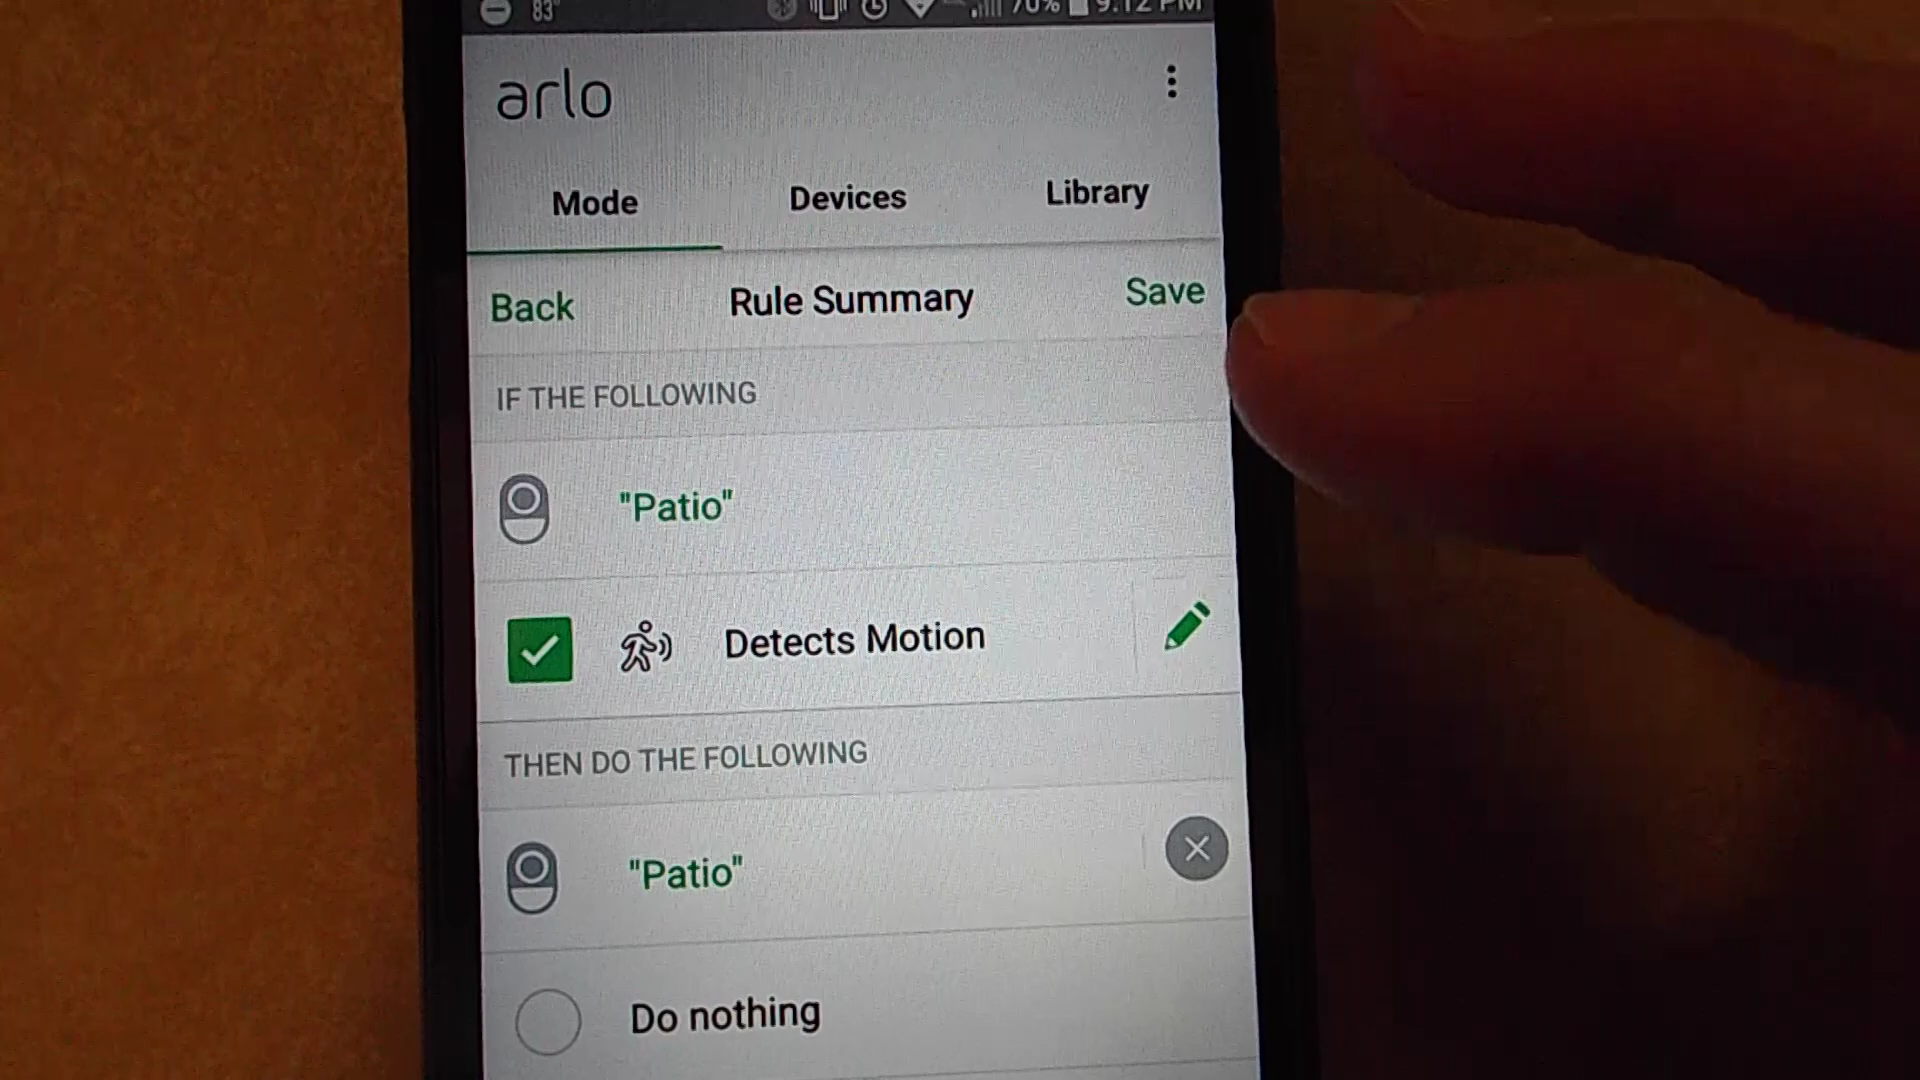 83° 70% 9:12 PM
arlo
Mode Devices Library
Back Rule Summary Save
IF THE FOLLOWING
"Patio"
Detects Motion
THEN DO THE FOLLOWING
"Patio"
Do nothing